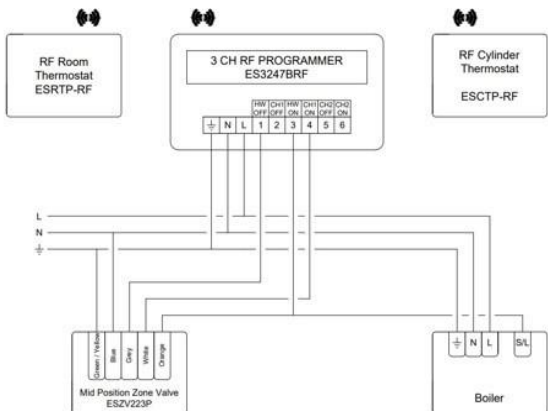 RF Room
Thermostat
ESRTP-RF
3 CH RF PROGRAMMER
ES3247BRF
HW OFF CH1 OFF HW ON CH1 ON CH2 OFF CH2 ON
N L 1 2 3 4 5 6
RF Cylinder
Thermostat
ESCTP-RF
L
N
Green / Yellow
Blue
Grey
White
Orange
Mid Position Zone Valve
ESZV223P
N L S/L
Boiler